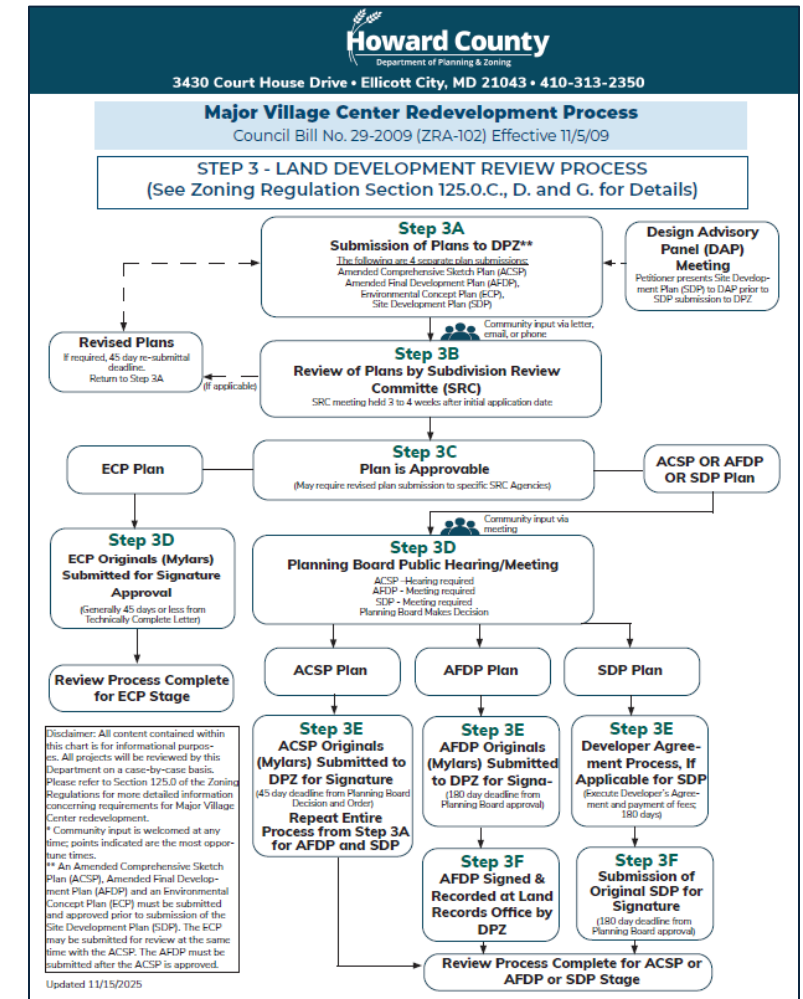 Howard County
Department of Planning & Zoning
3430 Court House Drive • Ellicott City, MD 21043 • 410-313-2350
Major Village Center Redevelopment Process
Council Bill No. 29-2009 (ZRA-102) Effective 11/5/09
STEP 3 - LAND DEVELOPMENT REVIEW PROCESS
(See Zoning Regulation Section 125.0.C., D. and G. for Details)
Step 3A
Submission of Plans to DPZ**
The following are 4 separate plan submissions:
Amended Comprehensive Sketch Plan (ACSP)
Amended Final Development Plan (AFDP),
Environmental Concept Plan (ECP),
Site Development Plan (SDP)
Design Advisory
Panel (DAP)
Meeting
Petitioner presents Site Develop-
ment Plan (SDP) to DAP prior to
SDP submission to DPZ
Community input via letter,
email, or phone
Revised Plans
If required, 45 day re-submittal
deadline.
Return to Step 3A
(If applicable)
Step 3B
Review of Plans by Subdivision Review
Committe (SRC)
SRC meeting held 3 to 4 weeks after initial application date
ECP Plan
Step 3C
Plan is Approvable
(May require revised plan submission to specific SRC Agencies)
ACSP OR AFDP
OR SDP Plan
Community input via
meeting
Step 3D
ECP Originals (Mylars)
Submitted for Signature
Approval
(Generally 45 days or less from
Technically Complete Letter)
Step 3D
Planning Board Public Hearing/Meeting
ACSP -Hearing required
AFDP - Meeting required
SDP - Meeting required
Planning Board Makes Decision
Review Process Complete
for ECP Stage
ACSP Plan
AFDP Plan
SDP Plan
Step 3E
ACSP Originals
(Mylars) Submitted to
DPZ for Signature
(45 day deadline from Planning Board
Decision and Order)
Repeat Entire
Process from Step 3A
for AFDP and SDP
Step 3E
AFDP Originals
(Mylars) Submitted
to DPZ for Signa-
(180 day deadline from
Planning Board approval)
Step 3E
Developer Agree-
ment Process, If
Applicable for SDP
(Execute Developer's Agree-
ment and payment of fees;
180 days)
Step 3F
AFDP Signed &
Recorded at Land
Records Office by
DPZ
Step 3F
Submission of
Original SDP for
Signature
(180 day deadline from
Planning Board approval)
Review Process Complete for ACSP or
AFDP or SDP Stage
Disclaimer: All content contained within
this chart is for informational purpos-
es. All projects will be reviewed by this
Department on a case-by-case basis.
Please refer to Section 125.0 of the Zoning
Regulations for more detailed information
concerning requirements for Major Village
Center redevelopment.
* Community input is welcomed at any
time; points indicated are the most oppor-
tune times.
** An Amended Comprehensive Sketch
Plan (ACSP), Amended Final Develop-
ment Plan (AFDP) and an Environmental
Concept Plan (ECP) must be submitted
and approved prior to submission of the
Site Development Plan (SDP). The ECP
may be submitted for review at the same
time with the ACSP. The AFDP must be
submitted after the ACSP is approved.
Updated 11/15/2025